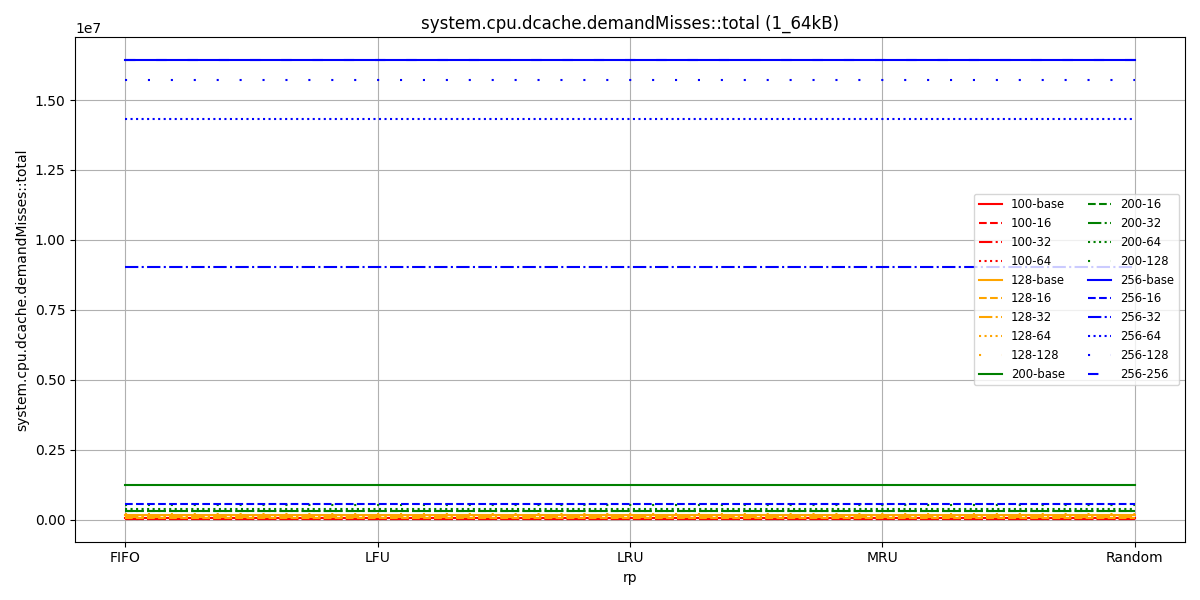 system.cpu.dcache.demandMisses::total (1_64kB)
1e7
1.50
1.25
1.00
0.75
0.50
0.25
0.00
system.cpu.dcache.demandMisses::total
FIFO
LFU
LRU
MRU
Random
rp
100-base
100-16
100-32
100-64
128-base
128-16
128-32
128-64
128-128
200-base
200-16
200-32
200-64
200-128
256-base
256-16
256-32
256-64
256-128
256-256